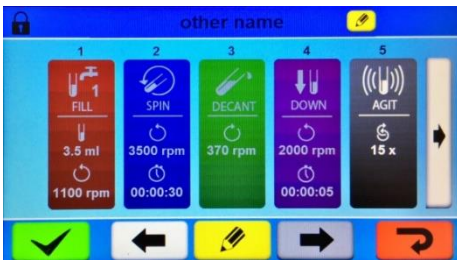 other name
1 2 3 4 5
1
FILL SPIN DECANT DOWN AGIT
3.5 ml 3500 rpm 370 rpm 2000 rpm 15 x
1100 rpm 00:00:30 00:00:05